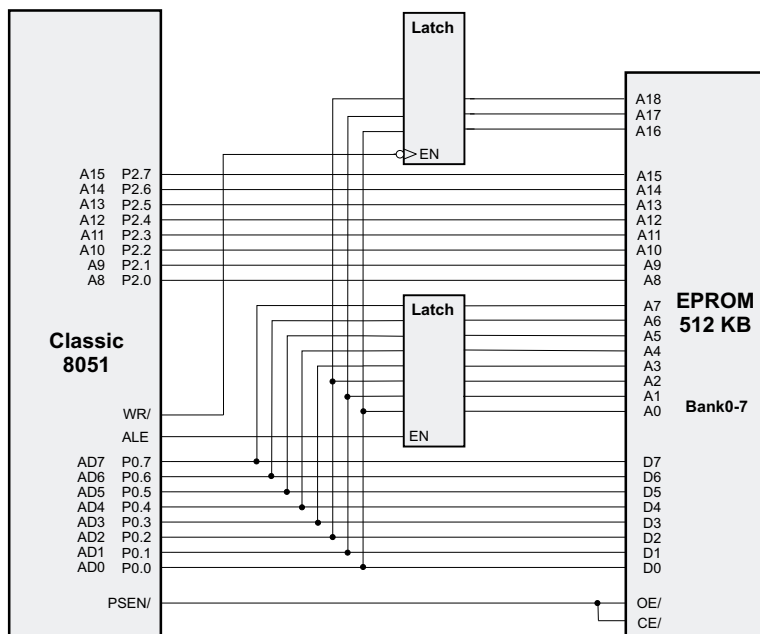 Latch
EN
A18
A17
A16
A15 P2.7
A14 P2.6
A13 P2.5
A12 P2.4
A11 P2.3
A10 P2.2
A9 P2.1
A8 P2.0
A15
A14
A13
A12
A11
A10
A9
A8
Classic
8051
Latch
EN
A7
A6
A5
A4
A3
A2
A1
A0
EPROM
512 KB
Bank0-7
WR/
ALE
AD7 P0.7
AD6 P0.6
AD5 P0.5
AD4 P0.4
AD3 P0.3
AD2 P0.2
AD1 P0.1
AD0 P0.0
D7
D6
D5
D4
D3
D2
D1
D0
PSEN/
OE/
CE/